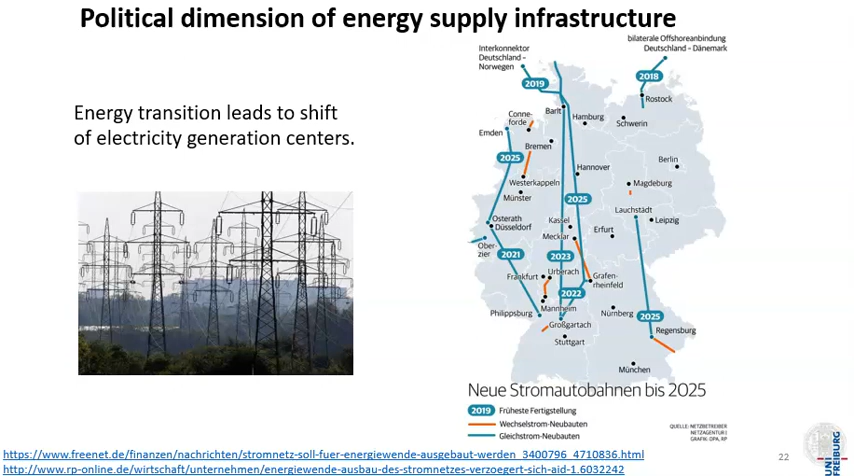 Political dimension of energy supply infrastructure
Energy transition leads to shift
of electricity generation centers.
bilaterale Offshoreanbindung
Deutschland – Dänemark
Interkonnektor
Deutschland –
Norwegen
2019
2018
Rostock
Barlt
Hamburg
Schwerin
Conne-
forde
Emden
Bremen
Berlin
2025
Hannover
Westerkappeln
Magdeburg
Münster
2025
Lauchstädt
Leipzig
Osterath
Düsseldorf
Kassel
Mecklar
Erfurt
Ober-
zier
2021
2023
Frankfurt
Urberach
Grafen-
rheinfeld
2022
Mannheim
Philippsburg
Großgartach
Nürnberg
2025
Regensburg
Stuttgart
München
Neue Stromautobahnen bis 2025
2019 Früheste Fertigstellung
Wechselstrom-Neubauten
Gleichstrom-Neubauten
QUELLE: NETZBETREIBER
NETZAGENTUR I
GRAFIK: DPA, RP
https://www.freenet.de/finanzen/nachrichten/stromnetz-soll-fuer-energiewende-ausgebaut-werden_3400796_4710836.html
http://www.rp-online.de/wirtschaft/unternehmen/energiewende-ausbau-des-stromnetzes-verzoegert-sich-aid-1.6032242
22
UNI
FREIBURG